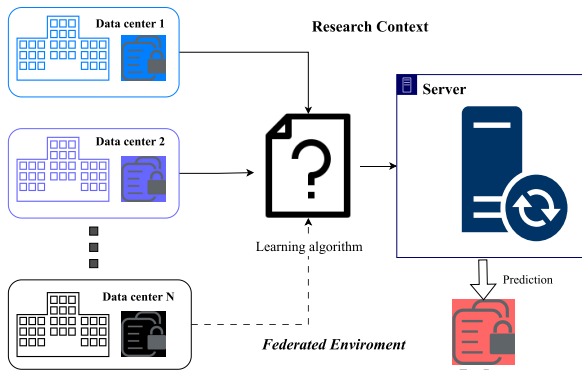 Data center 1
Research Context
Server
Data center 2
?
Learning algorithm
Data center N
Prediction
Federated Enviroment